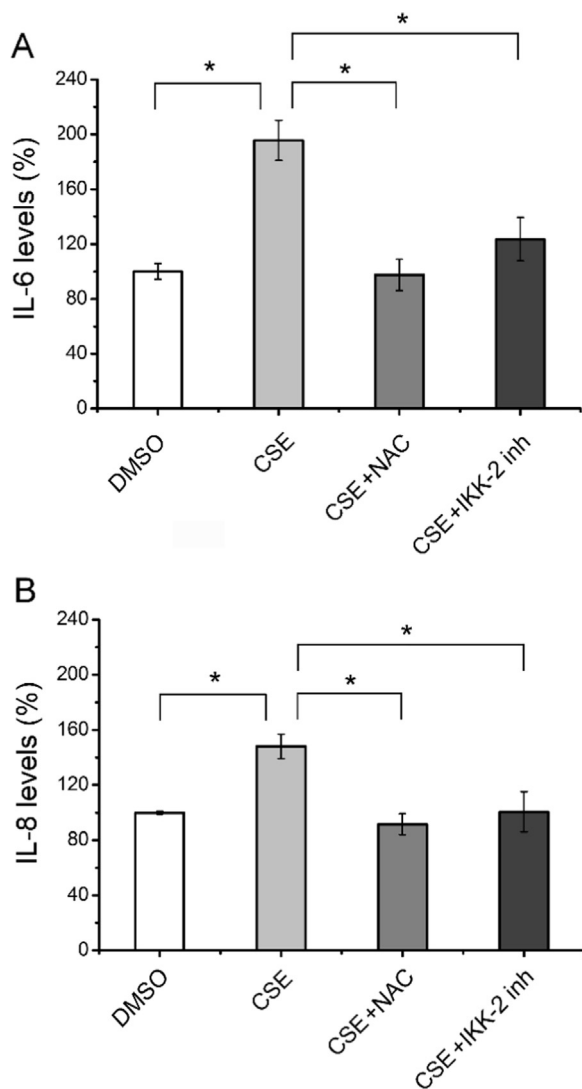 A
*
*
*
IL-6 levels (%)
240
200
160
120
80
40
0
DMSO
CSE
CSE+NAC
CSE+IKK-2 inh
B
*
*
*
IL-8 levels (%)
240
200
160
120
80
40
0
DMSO
CSE
CSE+NAC
CSE+IKK-2 inh